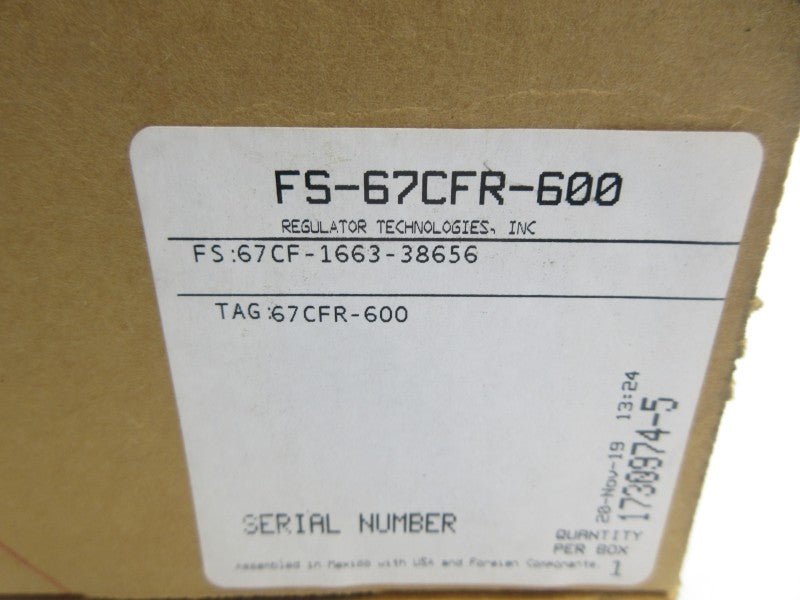 FS-67CFR-600
REGULATOR TECHNOLOGIES, INC
FS:67CF-1663-38656
TAG:67CFR-600
20-Nov-19 13:24
1730974-5
SERIAL NUMBER
QUANTITY
PER BOX
1
Assembled in Mexico with USA and Foreign Components.